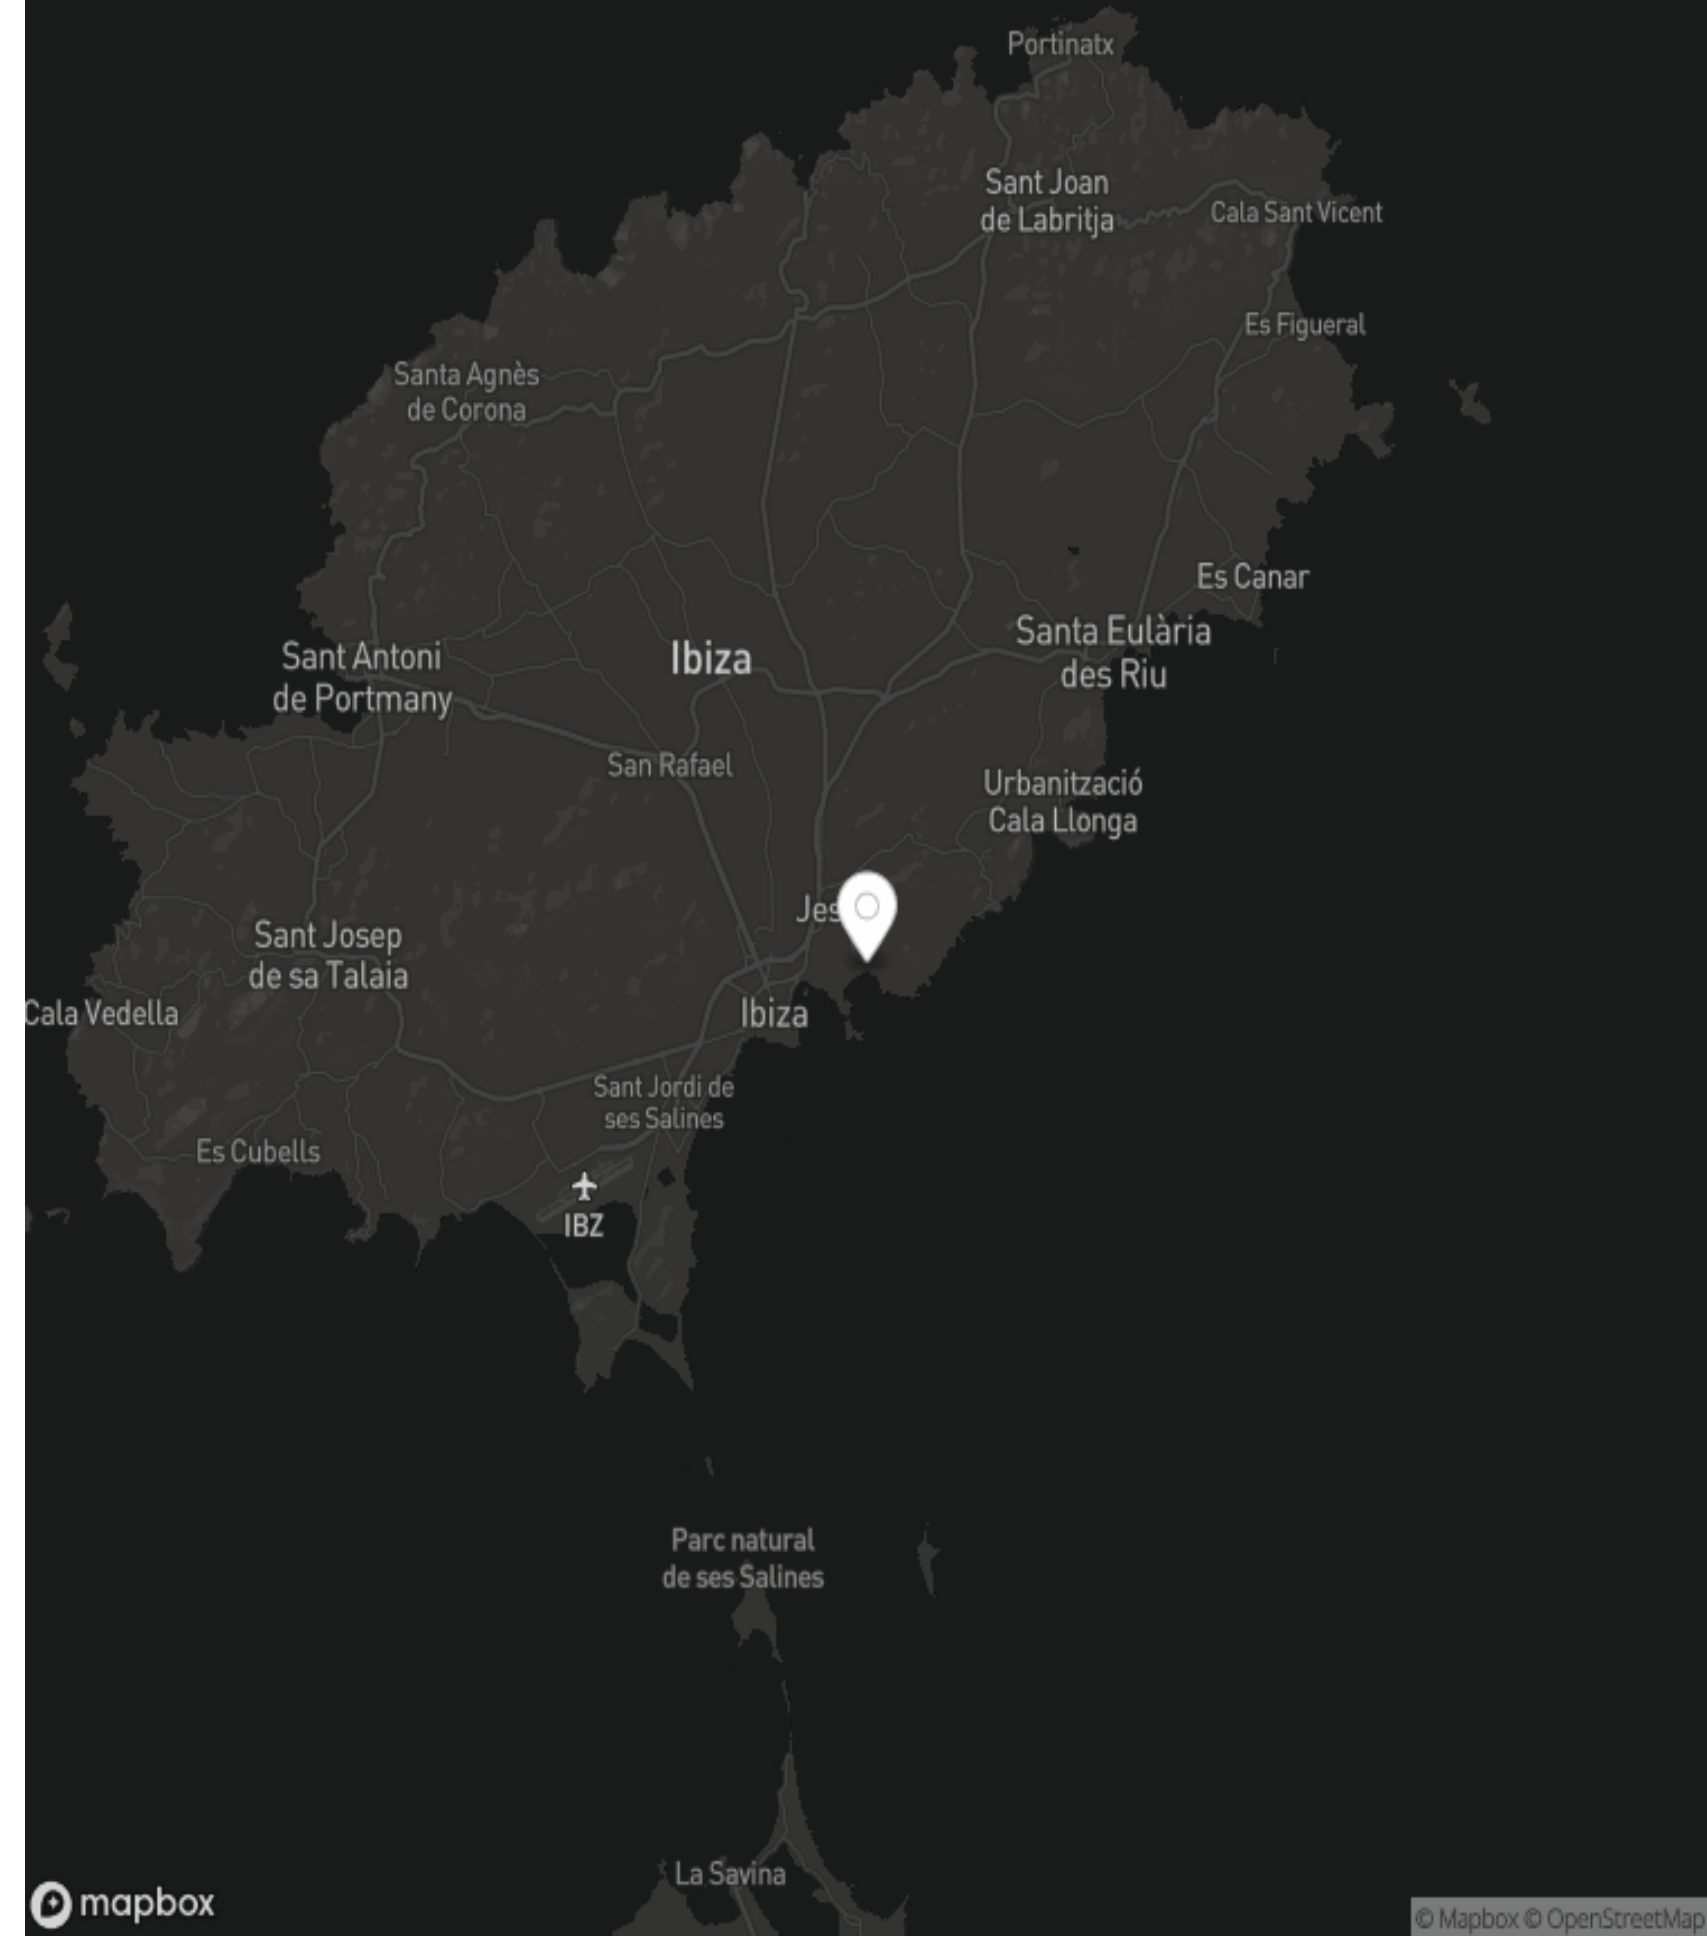 Portinatx
Sant Joan
de Labritja
Cala Sant Vicent
Es Figueral
Santa Agnès
de Corona
Es Canar
Santa Eulària
des Riu
Sant Antoni
de Portmany
Ibiza
San Rafael
Urbanització
Cala Llonga
Jes
Sant Josep
de sa Talaia
Cala Vedella
Ibiza
Sant Jordi de
ses Salines
Es Cubells
IBZ
Parc natural
de ses Salines
La Savina
mapbox
© Mapbox © OpenStreetMap